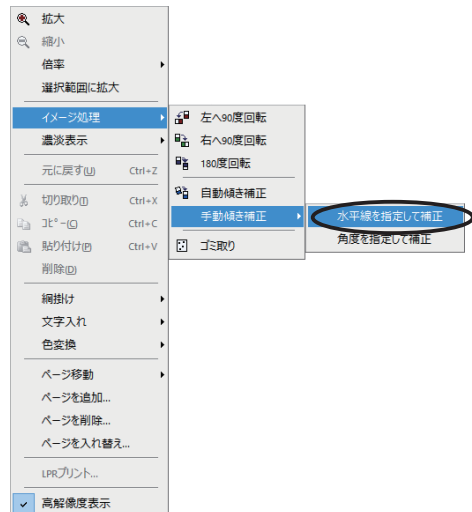 拡大
縮小
倍率
選択範囲に拡大
イメージ処理
濃淡表示
元に戻す(U) Ctrl+Z
切り取り(T) Ctrl+X
コピー(C) Ctrl+C
貼り付け(P) Ctrl+V
削除(D)
網掛け
文字入れ
色変換
ページ移動
ページを追加...
ページを削除...
ページを入れ替え...
LPRプリント...
高解像度表示
左へ90度回転
右へ90度回転
180度回転
自動傾き補正
手動傾き補正
ゴミ取り
水平線を指定して補正
角度を指定して補正